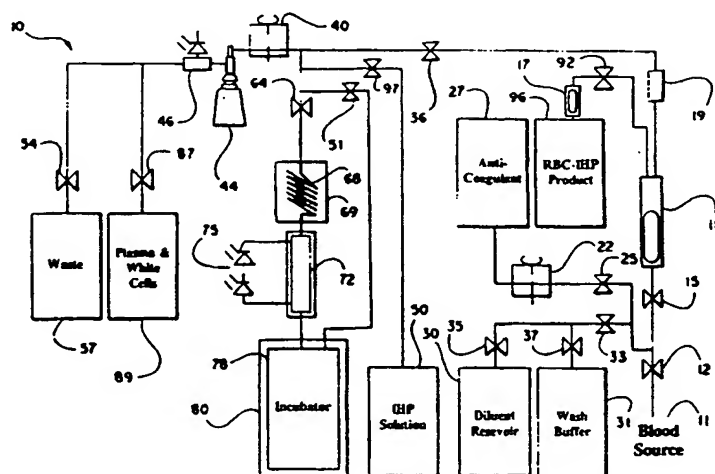 10
40
92
17
27
96
36
97
19
64
51
46
44
54
87
68
69
Anti-Coagulant
RBC-IHP
Product
22
25
15
75
72
Waste
Plasma &
White
Cells
57
89
78
80
Incubator
50
IHP
Solution
35
30
37
33
12
Diluent
Reservoir
Wash
Buffer
31
11
Blood
Source